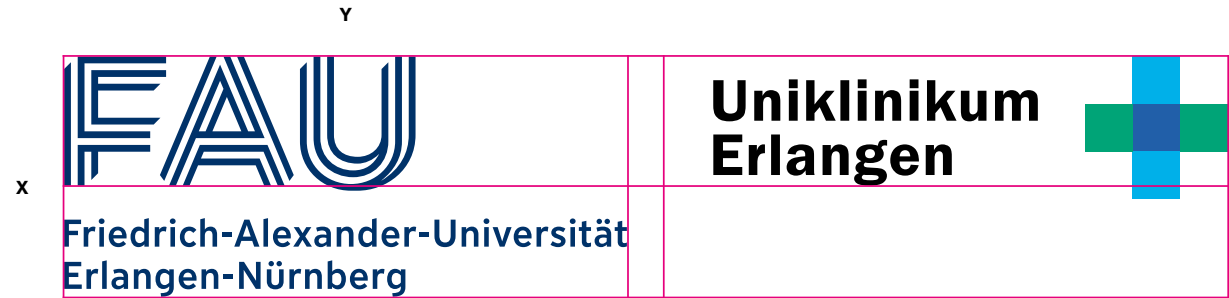 Y
FAU
Uniklinikum
Erlangen
X
Friedrich-Alexander-Universität
Erlangen-Nürnberg